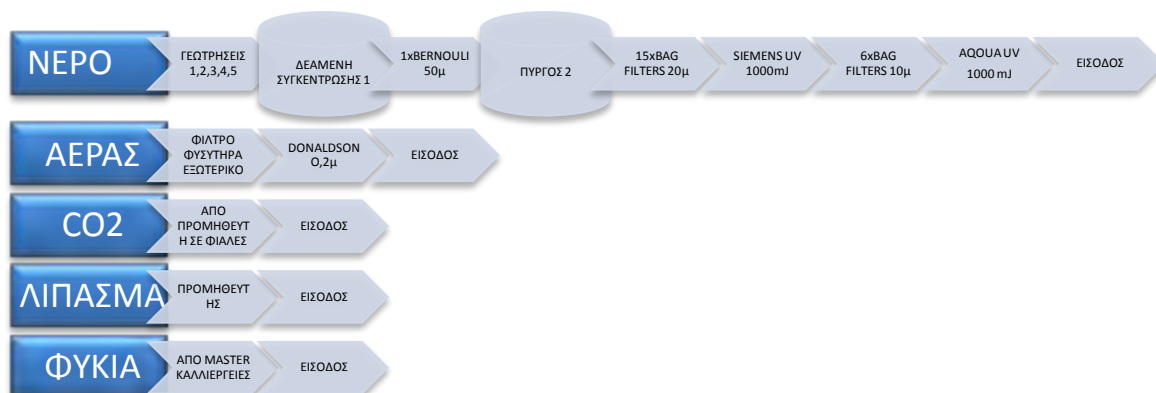 ΝΕΡΟ
ΓΕΩΤΡΗΣΕΙΣ
1,2,3,4,5
ΔΕΑΜΕΝΗ
ΣΥΓΚΕΝΤΡΩΣΗΣ 1
1xBERNOULI
50μ
ΠΥΡΓΟΣ 2
15xBAG
FILTERS 20μ
SIEMENS UV
1000mJ
6xBAG
FILTERS 10μ
AQOUA UV
1000 mJ
ΕΙΣΟΔΟΣ
ΑΕΡΑΣ
ΦΙΛΤΡΟ
ΦΥΣΥΤΗΡΑ
ΕΞΩΤΕΡΙΚΟ
DONALDSON
O,2μ
ΕΙΣΟΔΟΣ
CO2
ΑΠΟ
ΠΡΟΜΗΘΕΥΤ
Η ΣΕ ΦΙΑΛΕΣ
ΕΙΣΟΔΟΣ
ΛΙΠΑΣΜΑ
ΠΡΟΜΗΘΕΥΤ
ΗΣ
ΕΙΣΟΔΟΣ
ΦΥΚΙΑ
ΑΠΟ MASTER
ΚΑΛΛΙΕΡΓΕΙΕΣ
ΕΙΣΟΔΟΣ